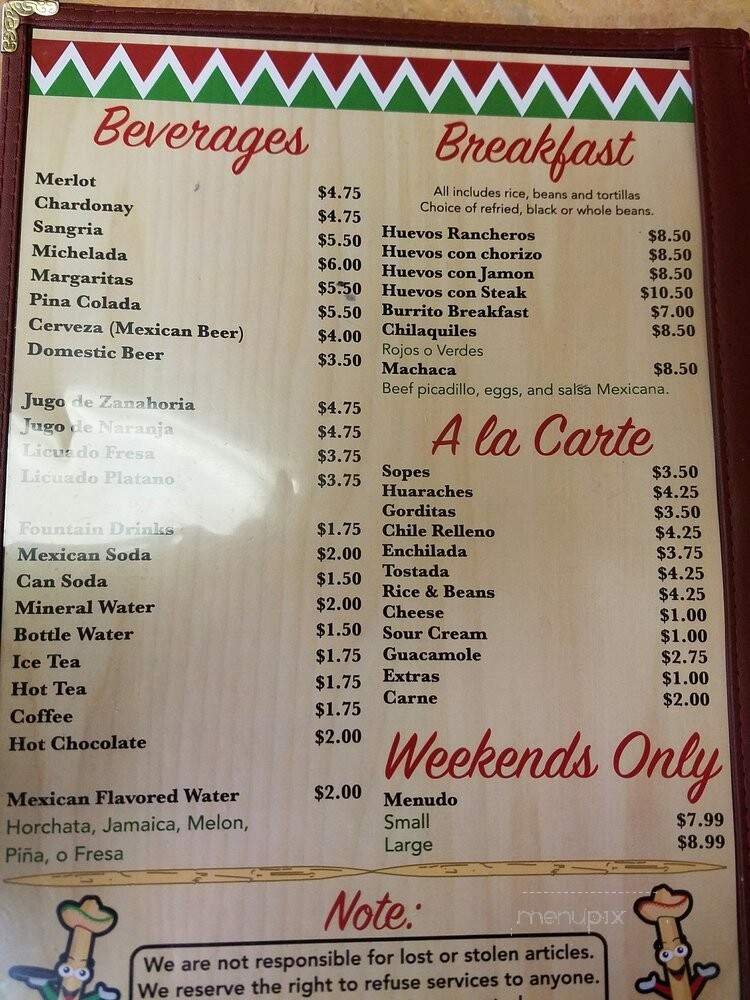 Beverages
Merlot $4.75
Chardonay $4.75
Sangria $5.50
Michelada $6.00
Margaritas $5.50
Pina Colada $5.50
Cerveza (Mexican Beer) $4.00
Domestic Beer $3.50
Jugo de Zanahoria $4.75
Jugo de Naranja $4.75
Licuado Fresa $3.75
Licuado Platano $3.75
Fountain Drinks $1.75
Mexican Soda $2.00
Can Soda $1.50
Mineral Water $2.00
Bottle Water $1.50
Ice Tea $1.75
Hot Tea $1.75
Coffee $1.75
Hot Chocolate $2.00
Mexican Flavored Water $2.00
Horchata, Jamaica, Melon,
Piña, o Fresa
Breakfast
All includes rice, beans and tortillas
Choice of refried, black or whole beans.
Huevos Rancheros $8.50
Huevos con chorizo $8.50
Huevos con Jamon $8.50
Huevos con Steak $10.50
Burrito Breakfast $7.00
Chilaquiles $8.50
Rojos o Verdes
Machaca $8.50
Beef picadillo, eggs, and salsa Mexicana.
A la Carte
Sopes $3.50
Huaraches $4.25
Gorditas $3.50
Chile Relleno $4.25
Enchilada $3.75
Tostada $4.25
Rice & Beans $4.25
Cheese $1.00
Sour Cream $1.00
Guacamole $2.75
Extras $1.00
Carne $2.00
Weekends Only
Menudo
Small $7.99
Large $8.99
Note:
menupix
We are not responsible for lost or stolen articles.
We reserve the right to refuse services to anyone.